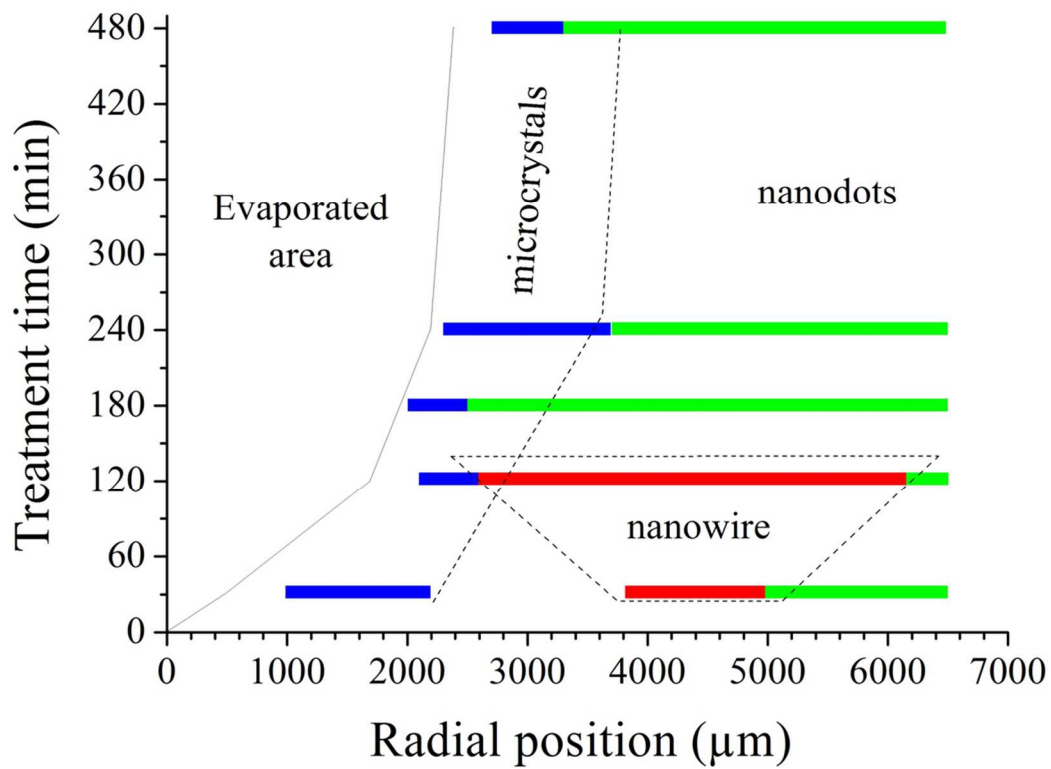 480
420
360
300
240
180
120
60
0
Treatment time (min)
Evaporated
area
microcrystals
nanodots
nanowire
0 1000 2000 3000 4000 5000 6000 7000
Radial position (µm)